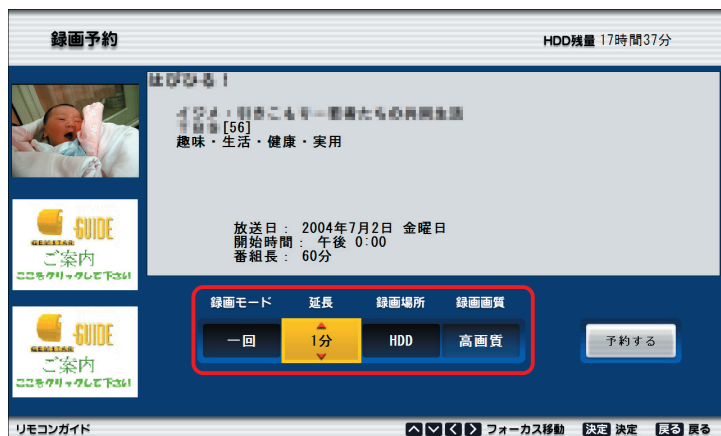 録画予約
HDD残量 17時間37分
はぴひる！
[56]
趣味・生活・健康・実用
放送日： 2004年7月2日 金曜日
開始時間： 午後 0:00
番組長： 60分
GUIDE
GEMSTAR
ご案内
ここをクリックして下さい
GUIDE
GEMSTAR
ご案内
ここをクリックして下さい
録画モード 延長 録画場所 録画画質
一回 1分 HDD 高画質
予約する
リモコンガイド
フォーカス移動 決定 決定 戻る 戻る